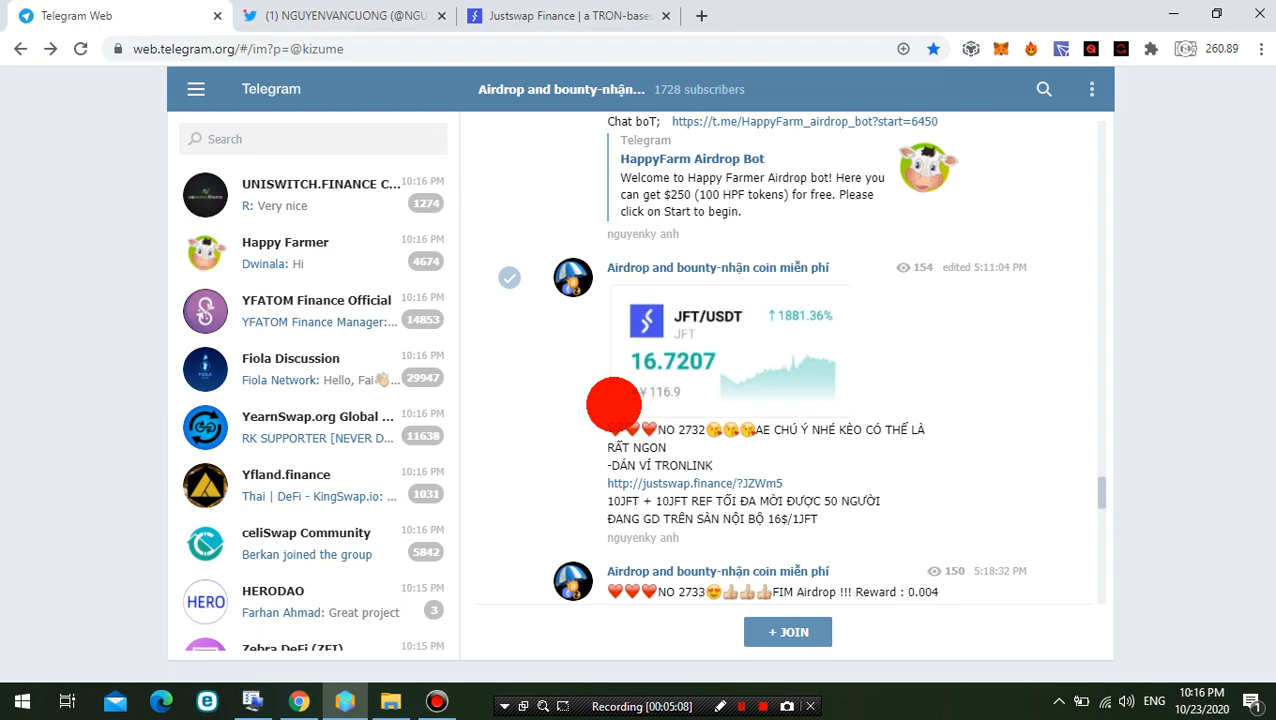 Telegram Web
(1) NGUYENVANCUONG (@NGU
Justswap Finance | a TRON-based
web.telegram.org/#/im?p=@kizume
260.89
Telegram
Airdrop and bounty-nhận... 1728 subscribers
Search
UNISWITCH.FINANCE C... 10:16 PM
R: Very nice 1274
Happy Farmer 10:16 PM
Dwinala: Hi 4674
YFATOM Finance Official 10:16 PM
YFATOM Finance Manager:... 14853
Fiola Discussion 10:16 PM
Fiola Network: Hello, Fai👋... 29947
YearnSwap.org Global ... 10:16 PM
RK SUPPORTER [NEVER D... 11638
Yfland.finance 10:16 PM
Thai | DeFi - KingSwap.io: ... 1031
celiSwap Community 10:16 PM
Berkan joined the group 5842
HERODAO 10:15 PM
HERO
Farhan Ahmad: Great project 3
Zebra DeFi (ZFI) 10:15 PM
Chat boT; https://t.me/HappyFarm_airdrop_bot?start=6450
Telegram
HappyFarm Airdrop Bot
Welcome to Happy Farmer Airdrop bot! Here you
can get $250 (100 HPF tokens) for free. Please
click on Start to begin.
nguyenky anh
Airdrop and bounty-nhận coin miễn phí 154 edited 5:11:04 PM
JFT/USDT ↑1881.36%
JFT
16.7207
¥ 116.9
❤️❤️❤️NO 2732😘😘😘AE CHÚ Ý NHÉ KÈO CÓ THỂ LÀ
RẤT NGON
-DÁN VÍ TRONLINK
http://justswap.finance/?JZWm5
10JFT + 10JFT REF TỐI ĐA MỜI ĐƯỢC 50 NGƯỜI
ĐANG GD TRÊN SÀN NỘI BỘ 16$/1JFT
nguyenky anh
Airdrop and bounty-nhận coin miễn phí 150 5:18:32 PM
❤️❤️❤️NO 2733😍👍👍👍FIM Airdrop !!! Reward : 0.004
+ JOIN
Recording [00:05:08]
ENG
10:16 PM
10/23/2020
1